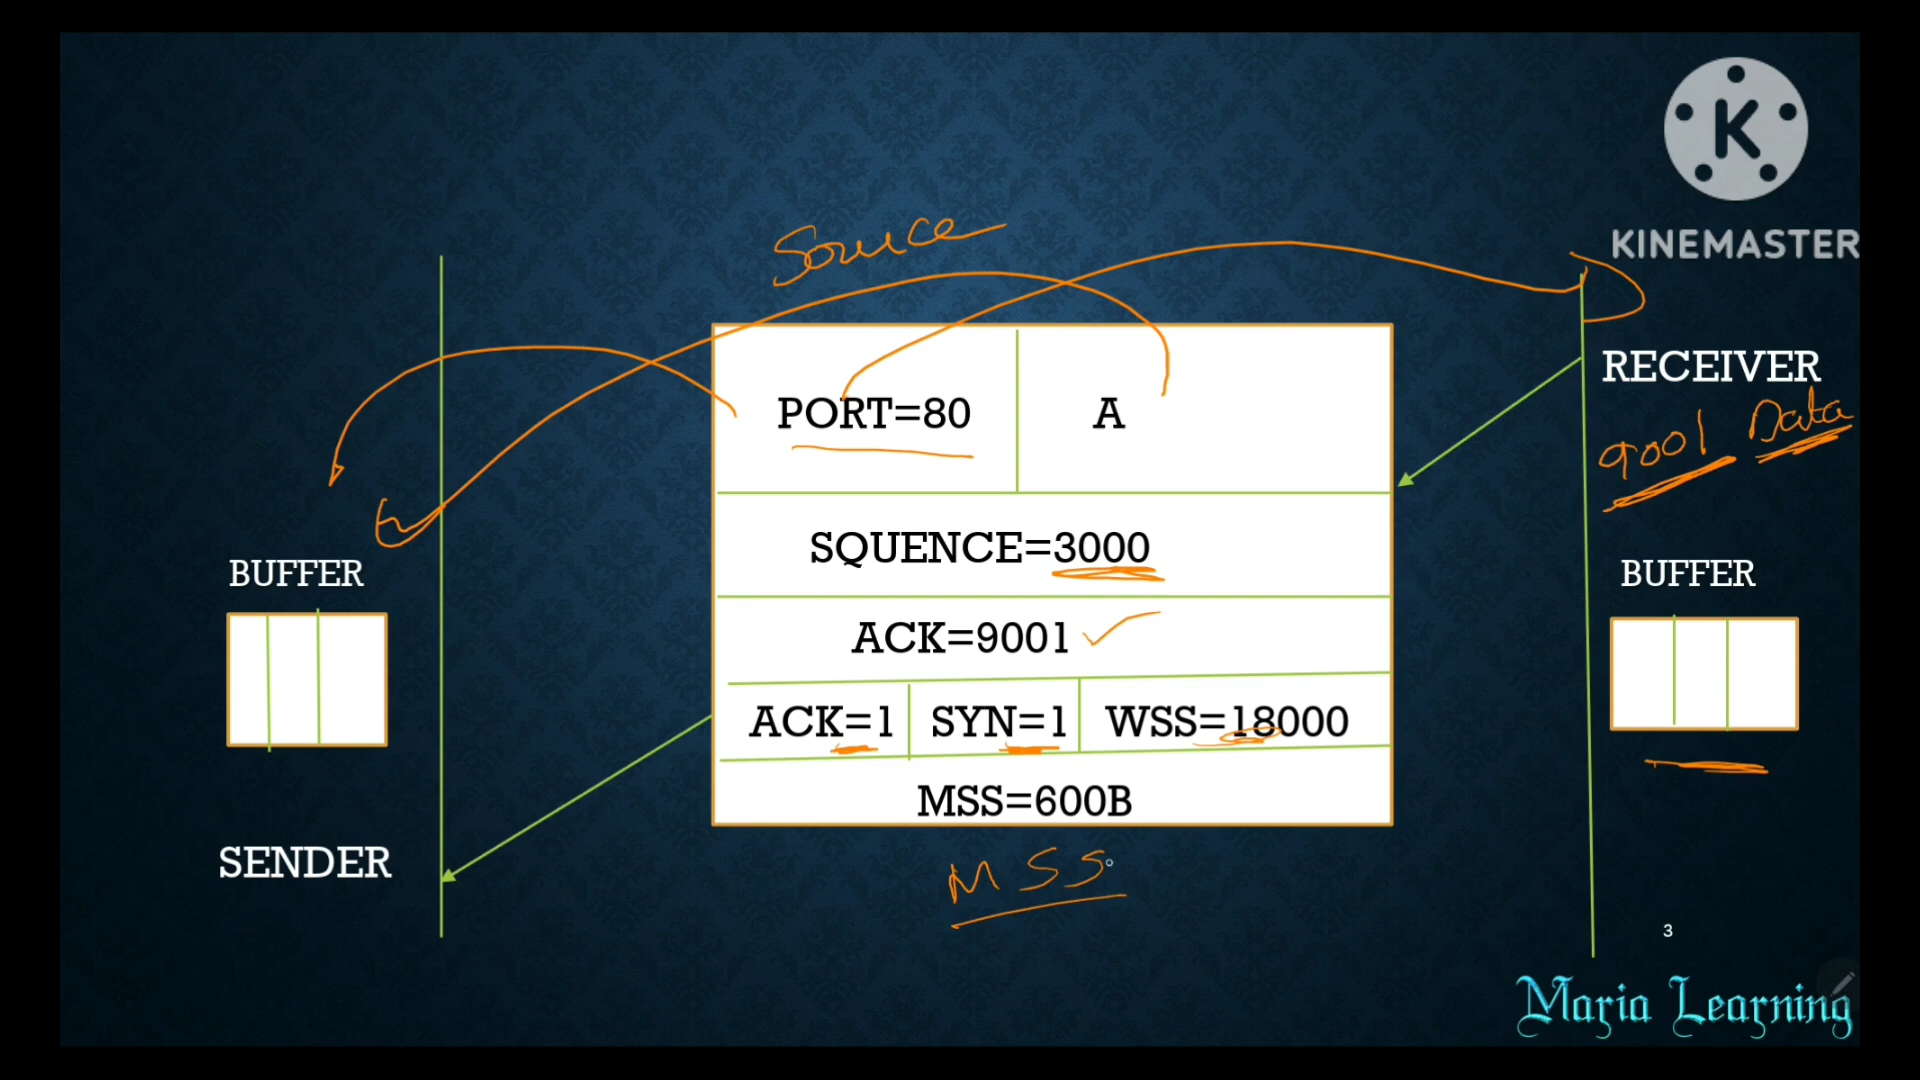 K
KINEMASTER
Source
RECEIVER
PORT=80 A
9001 Data
SQUENCE=3000
BUFFER
BUFFER
ACK=9001
ACK=1 SYN=1 WSS=18000
MSS=600B
SENDER
MSS
3
Maria Learning